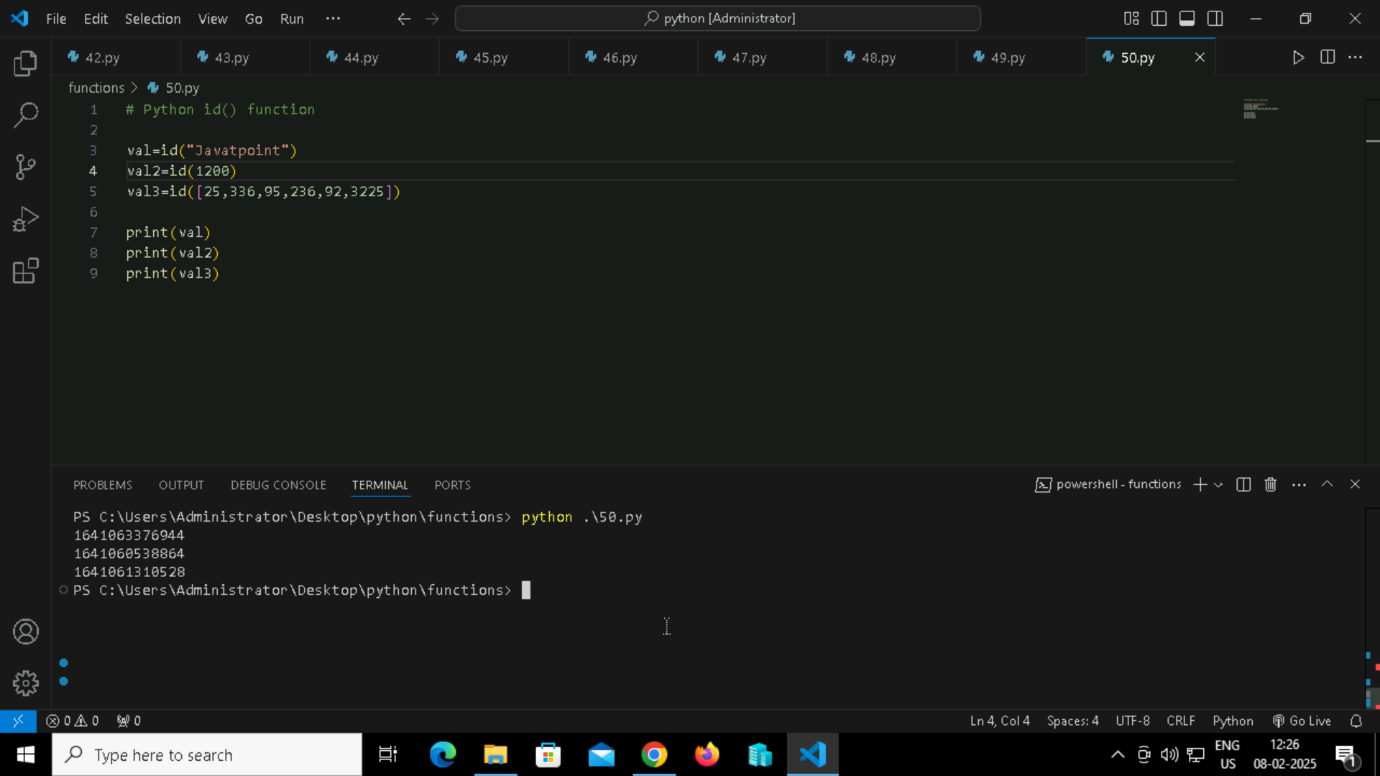 File Edit Selection View Go Run ··· python [Administrator]
42.py 43.py 44.py 45.py 46.py 47.py 48.py 49.py 50.py
functions > 50.py
1 # Python id() function
2
3 val=id("Javatpoint")
4 val2=id(1200)
5 val3=id([25,336,95,236,92,3225])
6
7 print(val)
8 print(val2)
9 print(val3)
PROBLEMS OUTPUT DEBUG CONSOLE TERMINAL PORTS powershell - functions
PS C:\Users\Administrator\Desktop\python\functions> python .\50.py
1641063376944
1641060538864
1641061310528
PS C:\Users\Administrator\Desktop\python\functions>
0 0 0 Ln 4, Col 4 Spaces: 4 UTF-8 CRLF Python Go Live
Type here to search ENG 12:26
US 08-02-2025 1